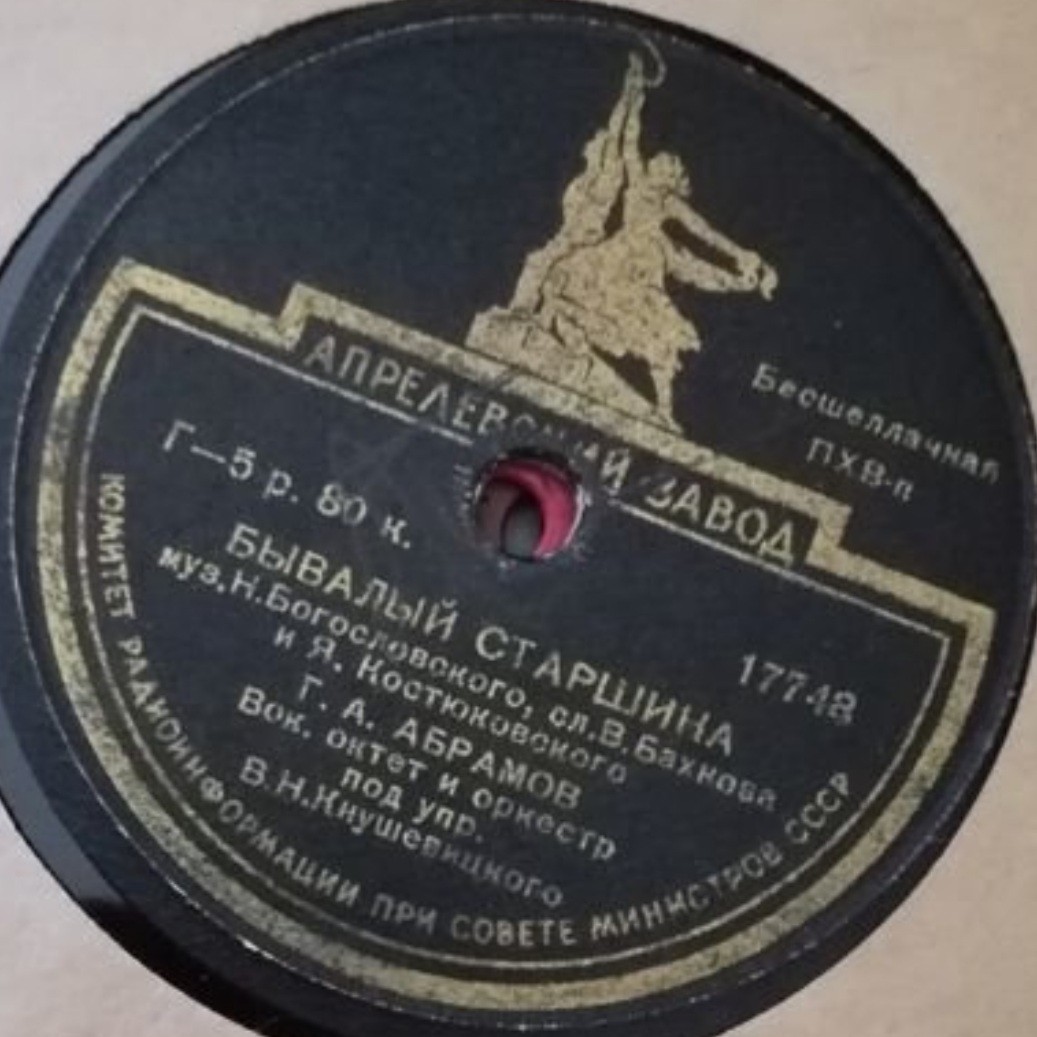 Бесшеллачная
ПХВ-п
АПРЕЛЕВСКИЙ ЗАВОД
Г—5 р. 80 к.
17748
БЫВАЛЫЙ СТАРШИНА
муз.Н.Богословского, сл.В.Бахнова
и Я. Костюковского
Г. А. АБРАМОВ
Вок. октет и оркестр
под упр.
В.Н.Кнушевицкого
КОМИТЕТ РАДИОИНФОРМАЦИИ ПРИ СОВЕТЕ МИНИСТРОВ СССР